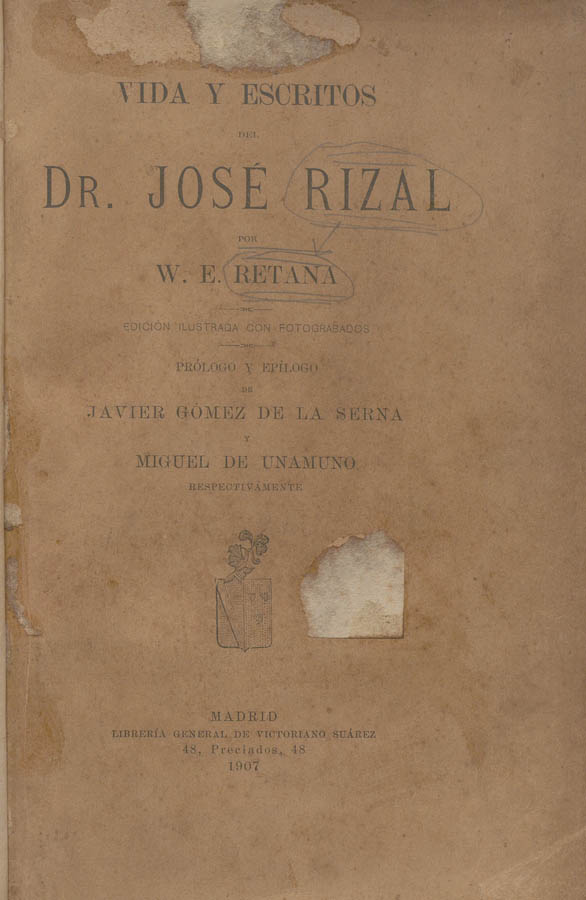 VIDA Y ESCRITOS
DEL
DR. JOSÉ RIZAL
POR
W. E. RETANA
EDICIÓN ILUSTRADA CON FOTOGRABADOS
PRÓLOGO Y EPÍLOGO
DE
JAVIER GÓMEZ DE LA SERNA
Y
MIGUEL DE UNAMUNO
RESPECTIVAMENTE
MADRID
LIBRERÍA GENERAL DE VICTORIANO SUÁREZ
48, Preciados, 48
1907